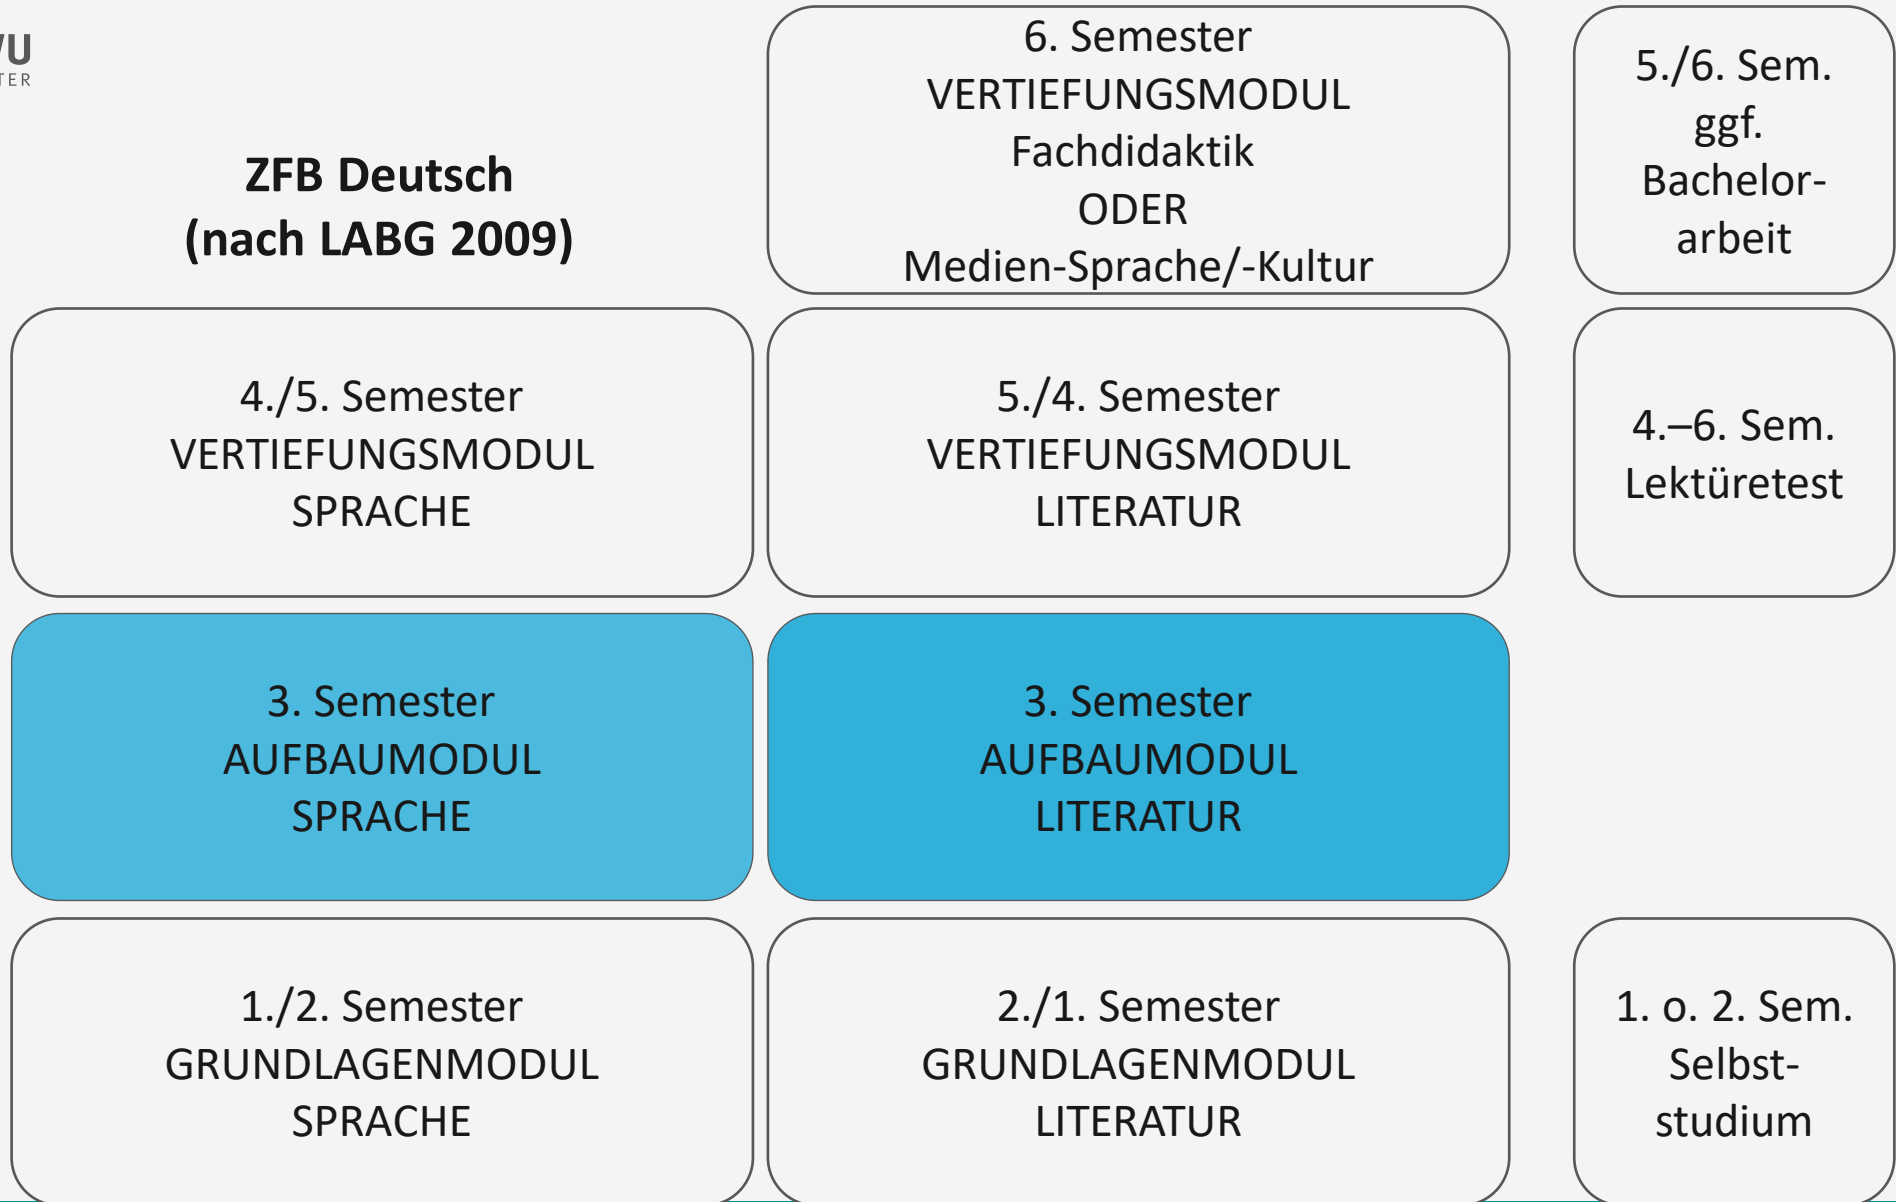 ZFB Deutsch
(nach LABG 2009)
6. Semester
VERTIEFUNGSMODUL
Fachdidaktik
ODER
Medien-Sprache/-Kultur
5./6. Sem.
ggf.
Bachelor-
arbeit
4./5. Semester
VERTIEFUNGSMODUL
SPRACHE
5./4. Semester
VERTIEFUNGSMODUL
LITERATUR
4.–6. Sem.
Lektüretest
3. Semester
AUFBAUMODUL
SPRACHE
3. Semester
AUFBAUMODUL
LITERATUR
1./2. Semester
GRUNDLAGENMODUL
SPRACHE
2./1. Semester
GRUNDLAGENMODUL
LITERATUR
1. o. 2. Sem.
Selbst-
studium